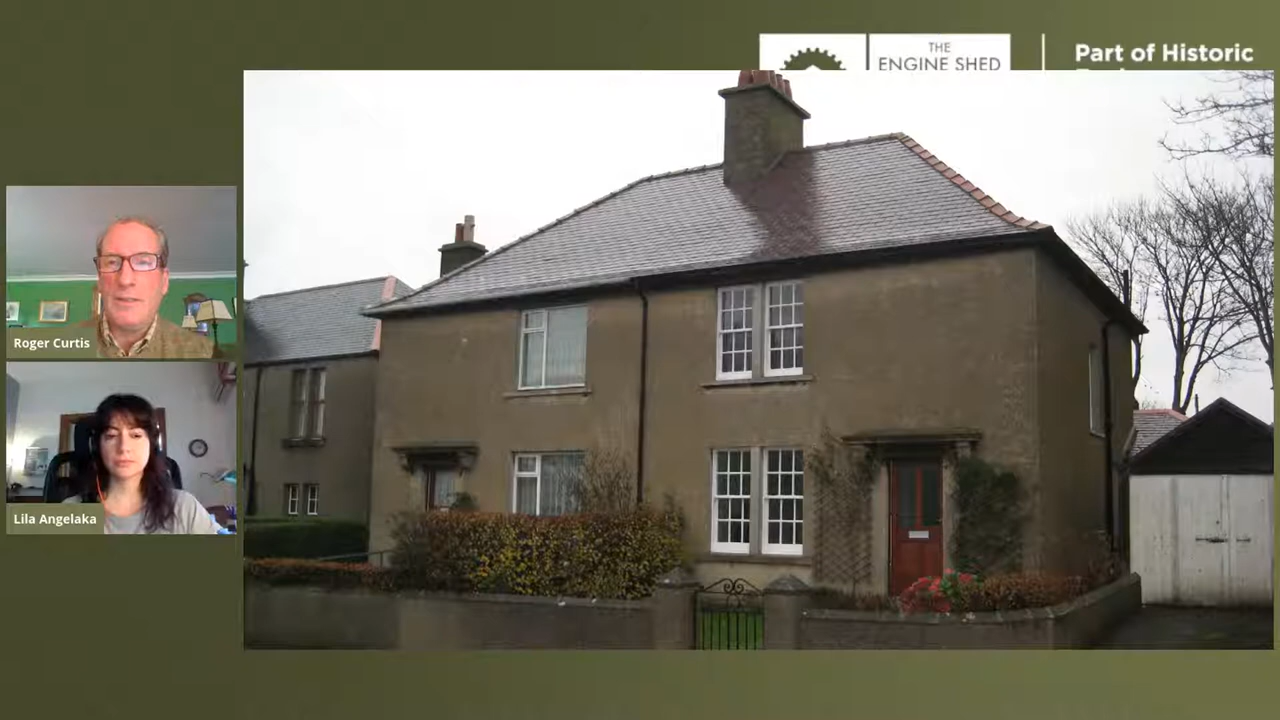 THE
ENGINE SHED
Part of Historic
Roger Curtis
Lila Angelaka